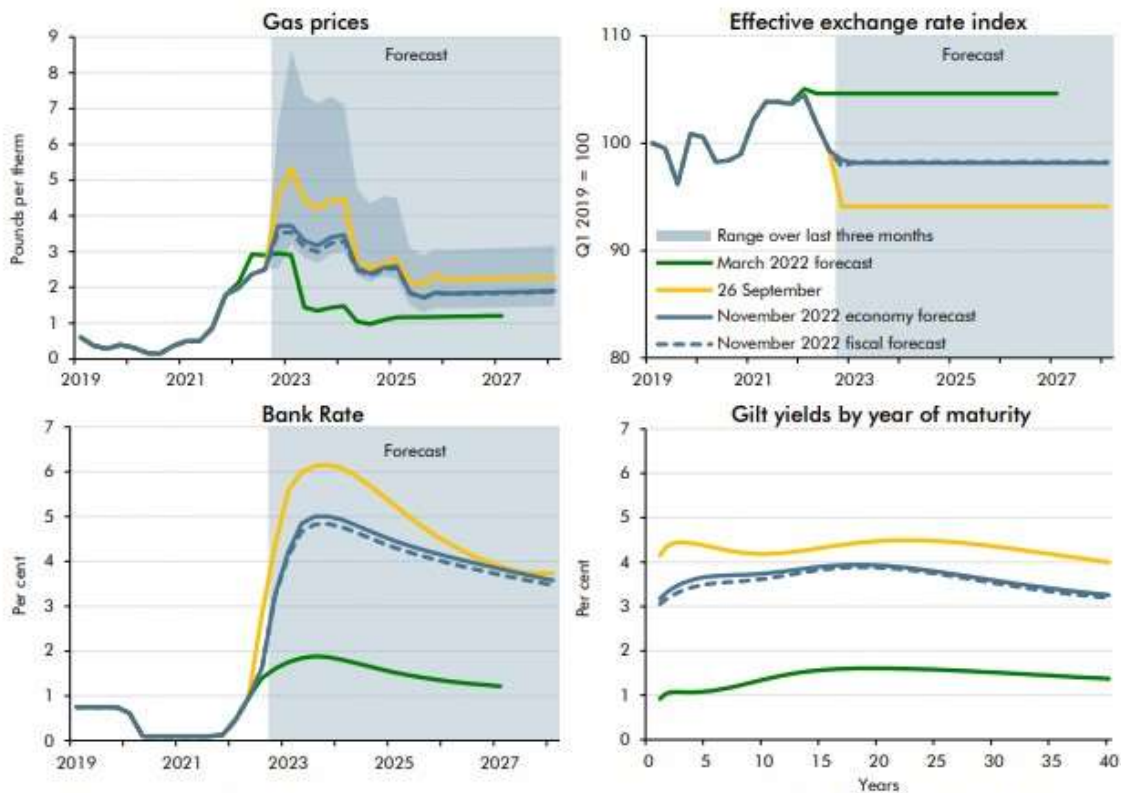 Gas prices
9
8
7
6
5
4
3
2
1
0
Pounds per therm
Forecast
2019 2021 2023 2025 2027
Effective exchange rate index
110
100
90
80
Q1 2019 = 100
Forecast
Range over last three months
March 2022 forecast
26 September
November 2022 economy forecast
November 2022 fiscal forecast
2019 2021 2023 2025 2027
Bank Rate
7
6
5
4
3
2
1
0
Per cent
Forecast
2019 2021 2023 2025 2027
Gilt yields by year of maturity
7
6
5
4
3
2
1
0
Per cent
0 5 10 15 20 25 30 35 40
Years